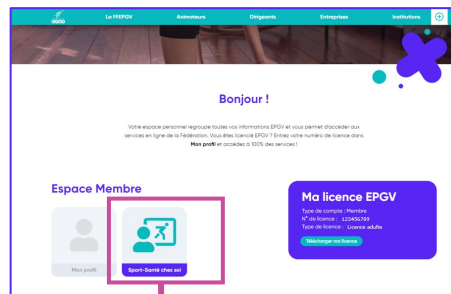 La FFEPGV
Animateurs
Dirigeants
Entreprises
Institutions
Bonjour !
Votre espace personnel regroupe toutes vos informations EPGV et vous permet d'accéder aux
services en ligne de la Fédération. Vous êtes licencié EPGV ? Entrez votre numéro de licence dans
Mon profil et accédez à 100% des services !
Espace Membre
Mon profil
Sport-Santé chez soi
Ma licence EPGV
Type de compte : Membre
N° de licence : 123456789
Type de licence : Licence adulte
Télécharger ma licence